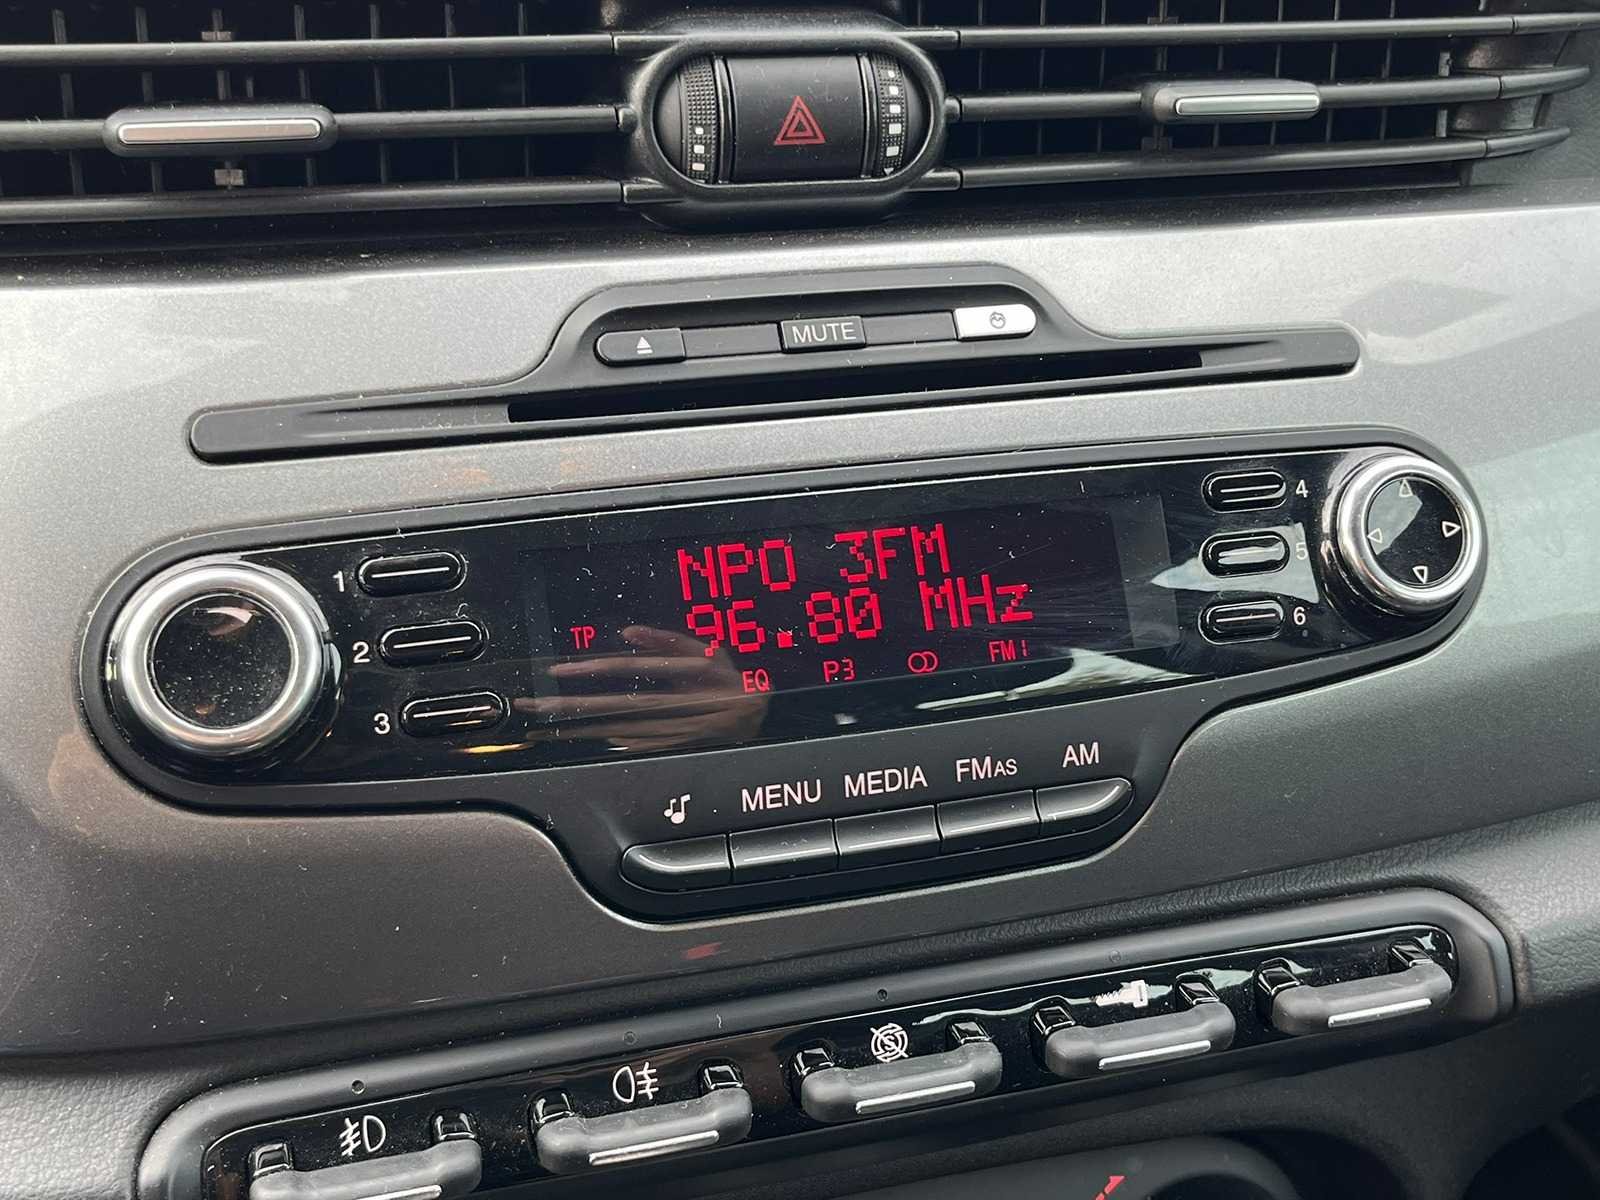 MUTE
1
2
3
4
5
6
NPO 3FM
96.80 MHz
TP
EQ P.3 FM1
MENU MEDIA FMAS AM
S